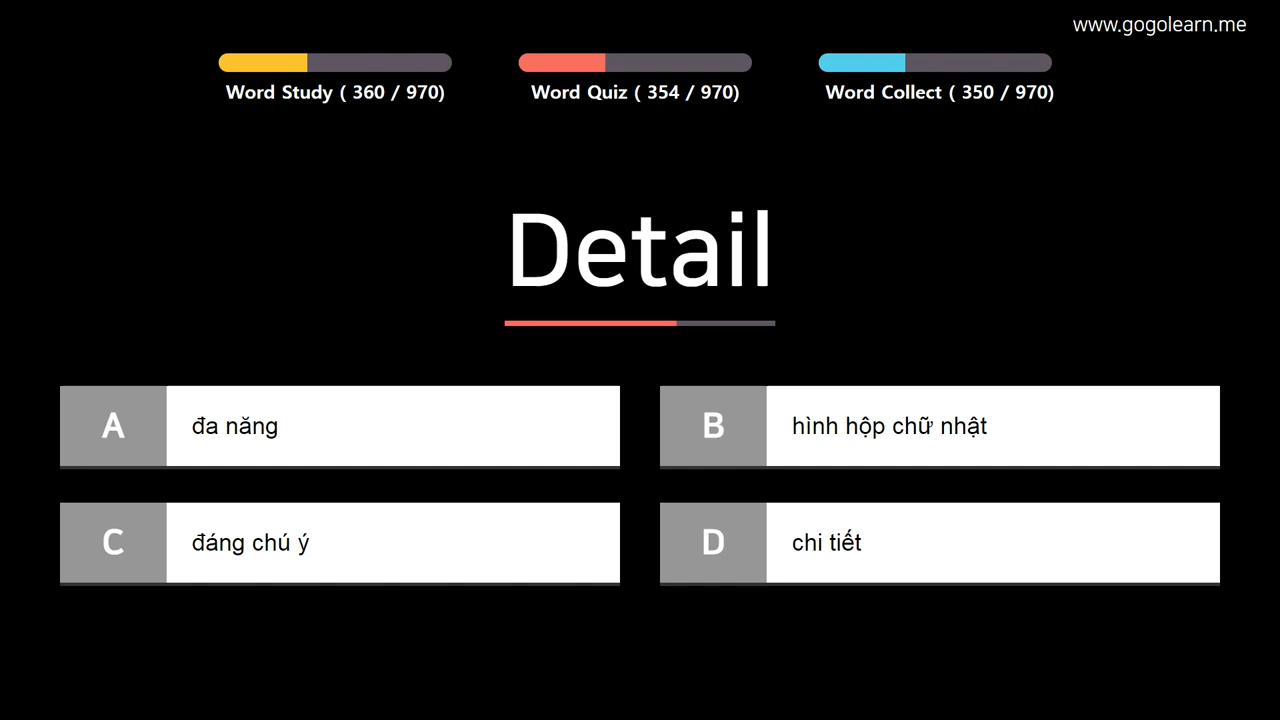 www.gogolearn.me
Word Study ( 360 / 970)
Word Quiz ( 354 / 970)
Word Collect ( 350 / 970)
Detail
A
đa năng
B
hình hộp chữ nhật
C
đáng chú ý
D
chi tiết